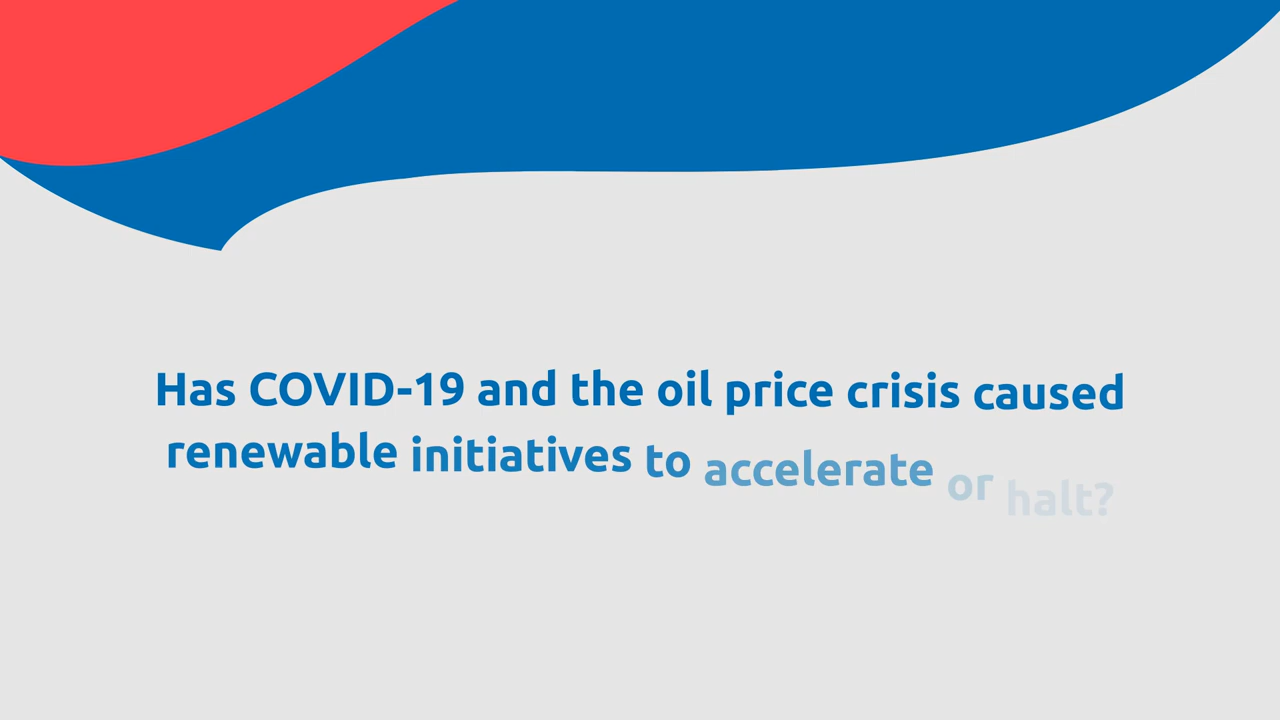 Has COVID-19 and the oil price crisis caused
renewable initiatives to accelerate or halt?